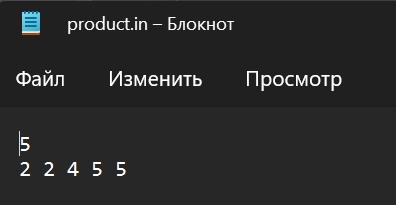 product.in – Блокнот
Файл Изменить Просмотр
5
2 2 4 5 5